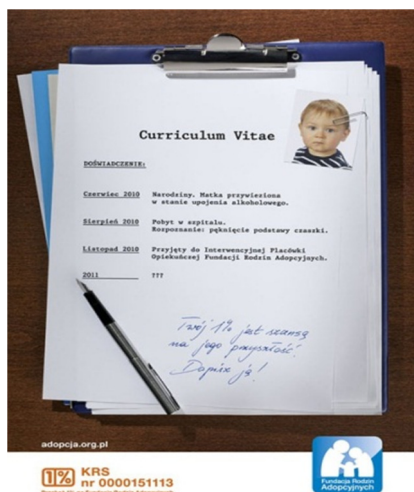 Curriculum Vitae
DOŚWIADCZENIE:
Czerwiec 2010 Narodziny. Matka przywieziona
w stanie upojenia alkoholowego.
Sierpień 2010 Pobyt w szpitalu.
Rozpoznanie: pęknięcie podstawy czaszki.
Listopad 2010 Przyjęty do Interwencyjnej Placówki
Opiekuńczej Fundacji Rodzin Adopcyjnych.
2011 ???
Twój 1% jest szansą
na jego przyszłość.
Dopisz ją!
adopcja.org.pl
1% KRS
nr 0000151113
Fundacja Rodzin
Adopcyjnych